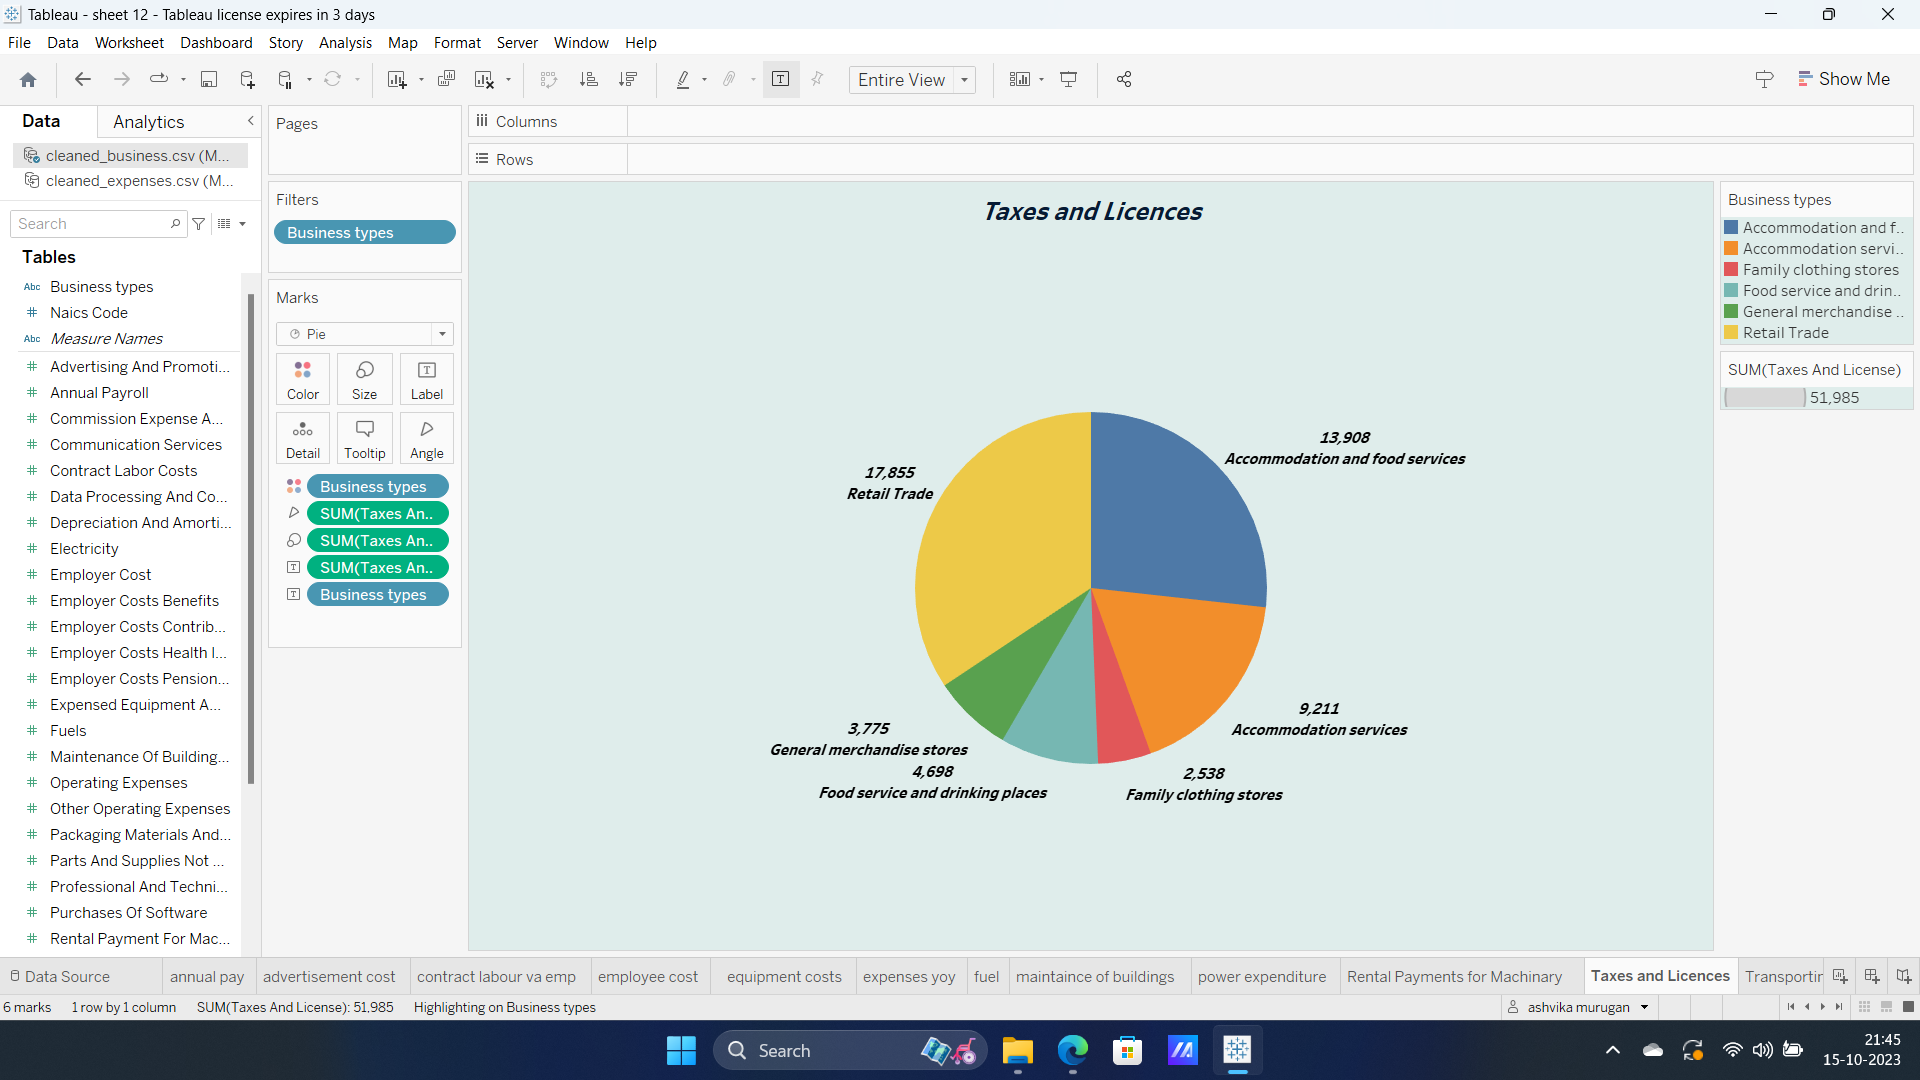 Tableau - sheet 12 - Tableau license expires in 3 days
File Data Worksheet Dashboard Story Analysis Map Format Server Window Help
Entire View
Show Me
Data Analytics
cleaned_business.csv (M...
cleaned_expenses.csv (M...
Search
Tables
Abc Business types
# Naics Code
Abc Measure Names
# Advertising And Promoti...
# Annual Payroll
# Commission Expense A...
# Communication Services
# Contract Labor Costs
# Data Processing And Co...
# Depreciation And Amorti...
# Electricity
# Employer Cost
# Employer Costs Benefits
# Employer Costs Contrib...
# Employer Costs Health I...
# Employer Costs Pension...
# Expensed Equipment A...
# Fuels
# Maintenance Of Building...
# Operating Expenses
# Other Operating Expenses
# Packaging Materials And...
# Parts And Supplies Not ...
# Professional And Techni...
# Purchases Of Software
# Rental Payment For Mac...
Pages
Filters
Business types
Marks
Pie
Color Size Label
Detail Tooltip Angle
Business types
SUM(Taxes An..
SUM(Taxes An..
SUM(Taxes An..
Business types
Columns
Rows
Taxes and Licences
13,908
Accommodation and food services
17,855
Retail Trade
9,211
Accommodation services
3,775
General merchandise stores
4,698
Food service and drinking places
2,538
Family clothing stores
Business types
Accommodation and f..
Accommodation servi..
Family clothing stores
Food service and drin..
General merchandise ..
Retail Trade
SUM(Taxes And License)
51,985
Data Source annual pay advertisement cost contract labour va emp employee cost equipment costs expenses yoy fuel maintaince of buildings power expenditure Rental Payments for Machinary Taxes and Licences Transportin
6 marks 1 row by 1 column SUM(Taxes And License): 51,985 Highlighting on Business types ashvika murugan
Search
21:45
15-10-2023